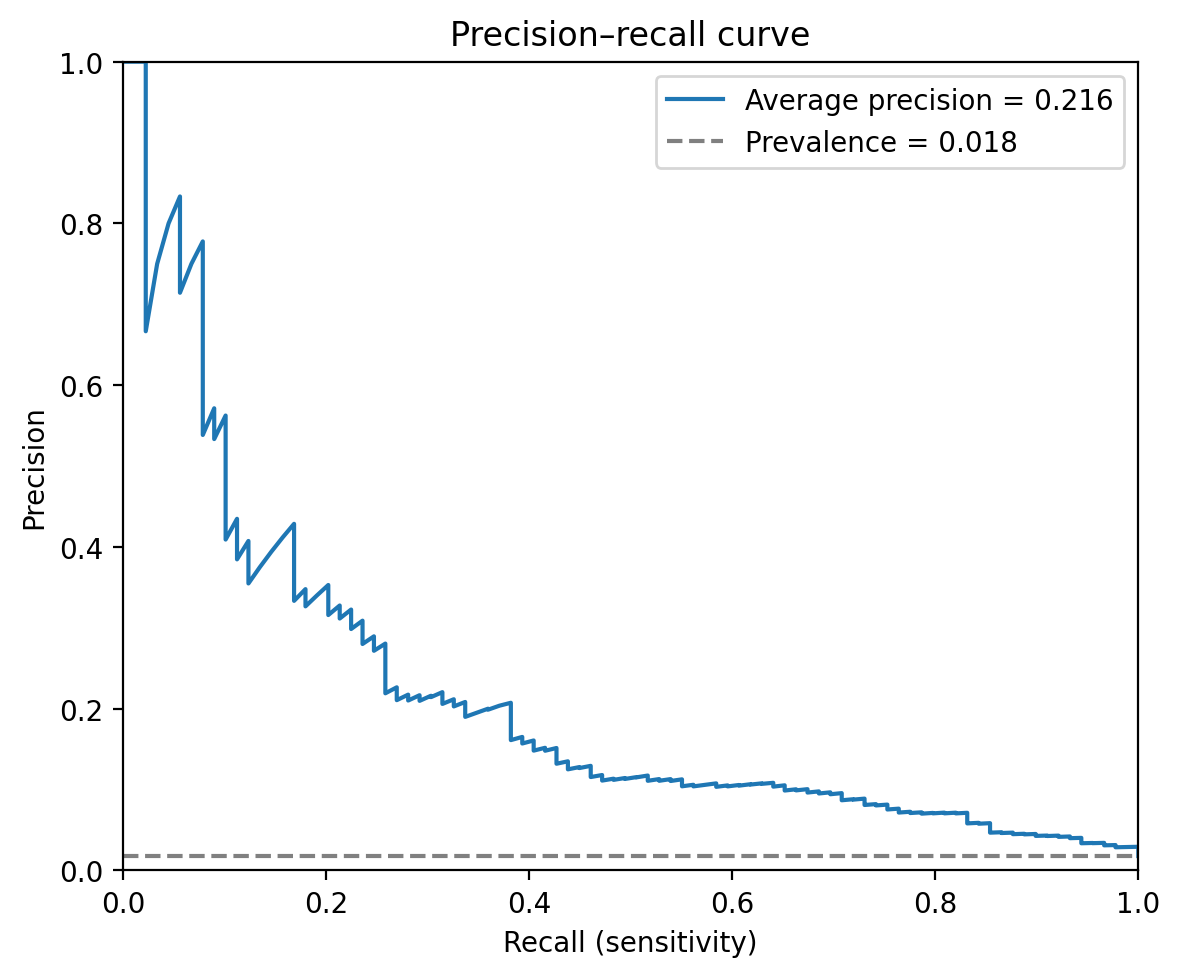 Precision–recall curve
Average precision = 0.216
Prevalence = 0.018
Precision
1.0
0.8
0.6
0.4
0.2
0.0
0.0 0.2 0.4 0.6 0.8 1.0
Recall (sensitivity)